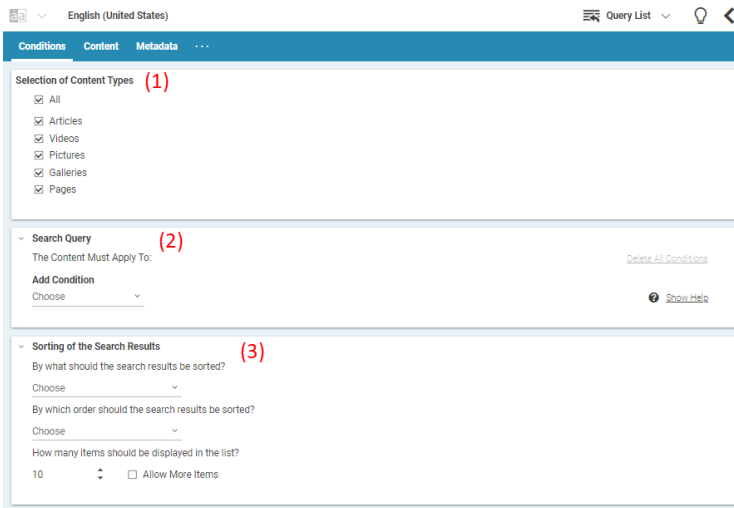 āa English (United States) Query List
Conditions Content Metadata ...
Selection of Content Types (1)
All
Articles
Videos
Pictures
Galleries
Pages
Search Query (2)
The Content Must Apply To: Delete All Conditions
Add Condition
Choose ? Show Help
Sorting of the Search Results (3)
By what should the search results be sorted?
Choose
By which order should the search results be sorted?
Choose
How many items should be displayed in the list?
10 Allow More Items